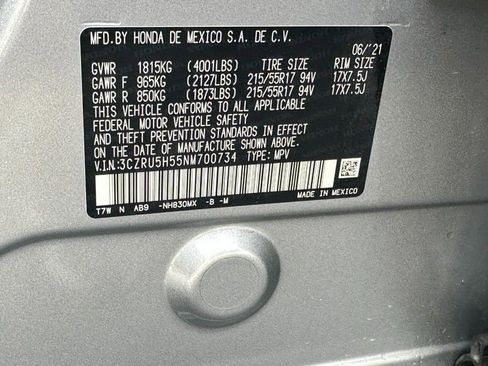 MFD.BY HONDA DE MEXICO S.A. DE C.V.
06/'21
GVWR 1815KG (4001LBS) TIRE SIZE RIM SIZE
GAWR F 965KG (2127LBS) 215/55R17 94V 17X7.5J
GAWR R 850KG (1873LBS) 215/55R17 94V 17X7.5J
THIS VEHICLE CONFORMS TO ALL APPLICABLE
FEDERAL MOTOR VEHICLE SAFETY
AND THEFT PREVENTION STANDARDS IN EFFECT
ON THE DATE OF MANUFACTURE SHOWN ABOVE.
V.I.N:3CZRU5H55NM700734 TYPE: MPV
MADE IN MEXICO
T7W N AB9 -NH830MX -B -M